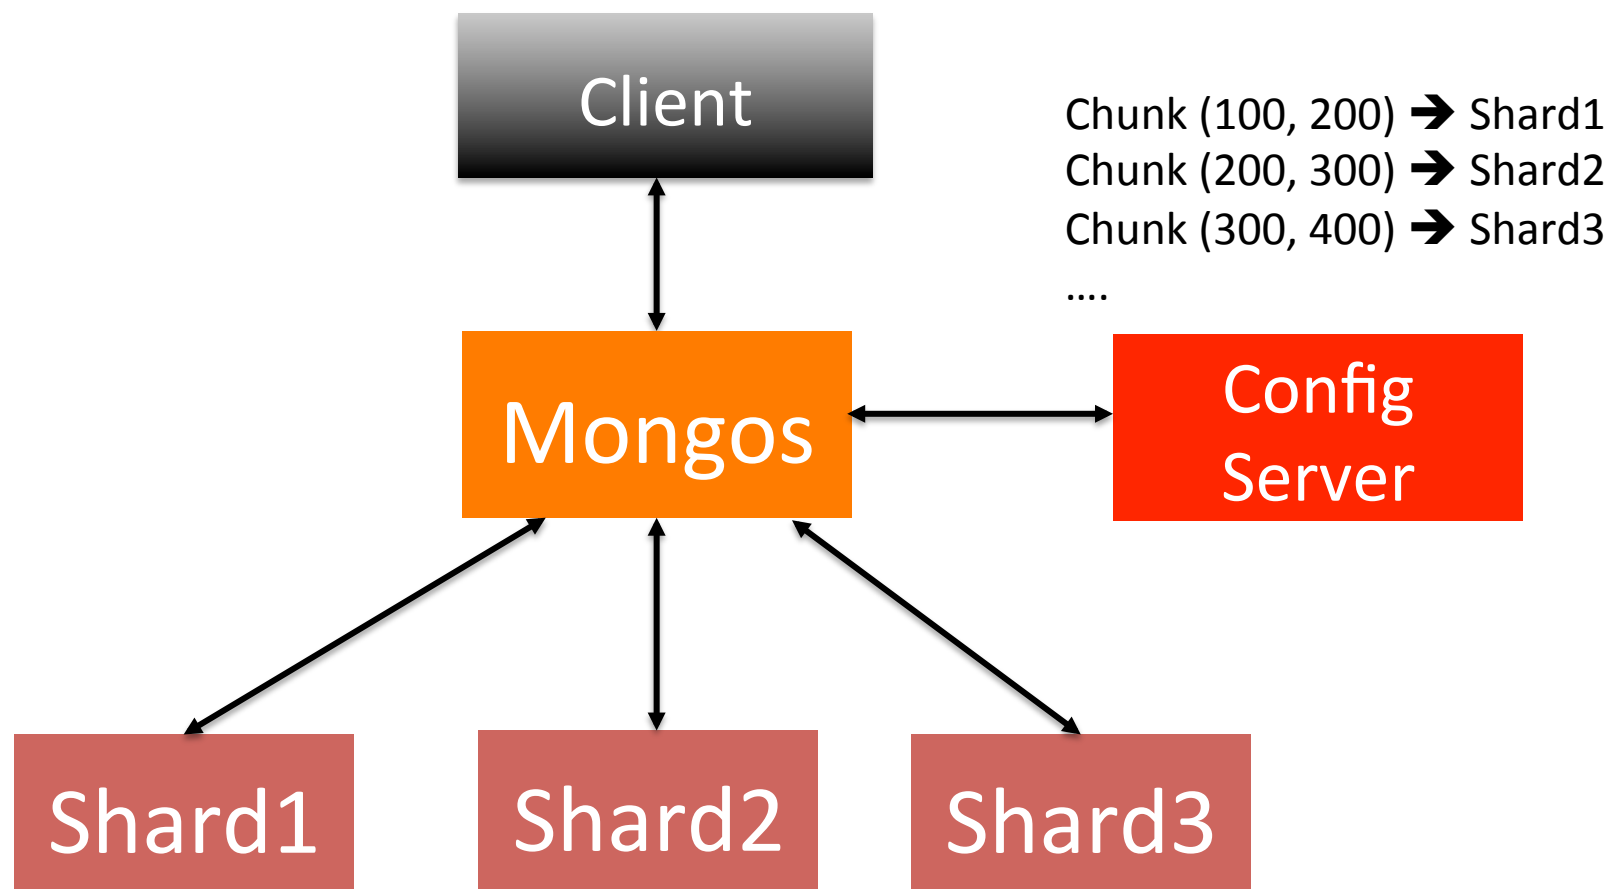 Client
Chunk (100, 200) ➔ Shard1
Chunk (200, 300) ➔ Shard2
Chunk (300, 400) ➔ Shard3
....
Mongos
Config
Server
Shard1
Shard2
Shard3